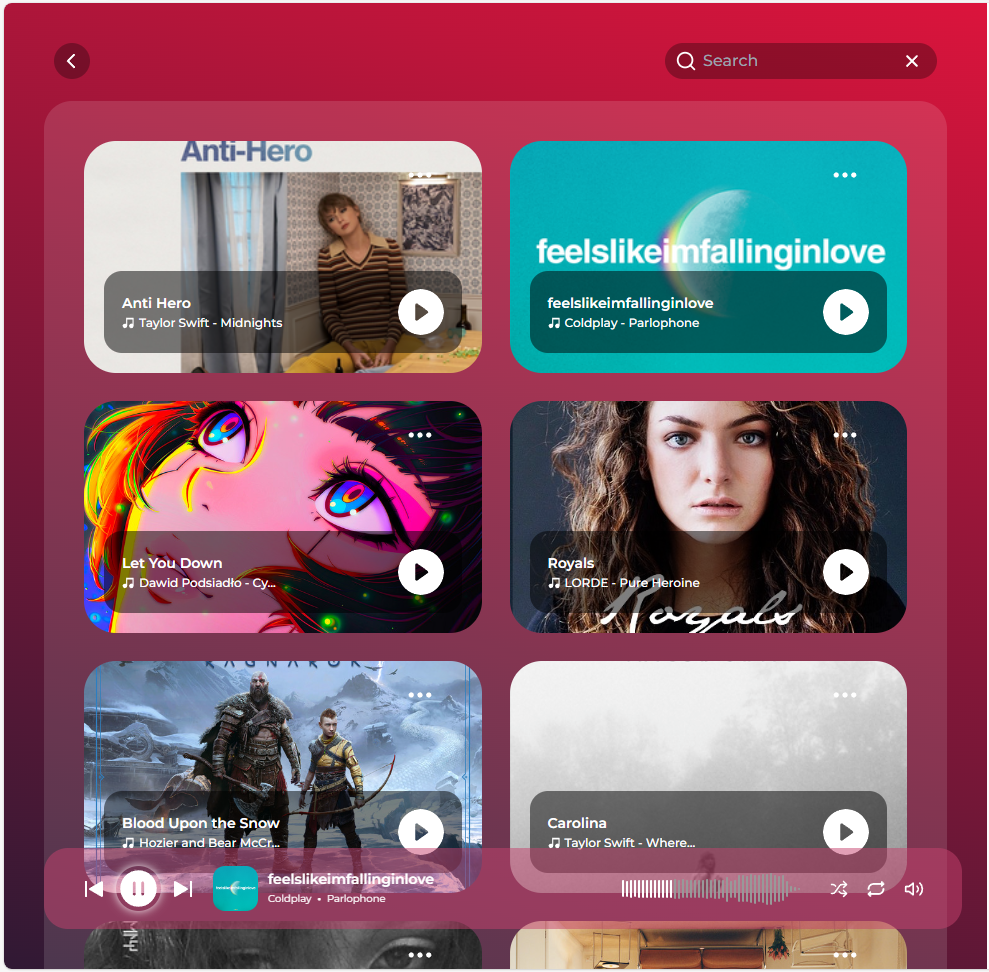 Search
Anti-Hero
Anti Hero
Taylor Swift - Midnights
feelslikeimfallinginlove
feelslikeimfallinginlove
Coldplay - Parlophone
Let You Down
Dawid Podsiadło - Cy...
Royals
LORDE - Pure Heroine
Royals
RAGNAROK
Blood Upon the Snow
Hozier and Bear McCr...
Carolina
Taylor Swift - Where...
feelslikeimfallinginlove
feelslikeimfallinginlove
Coldplay • Parlophone